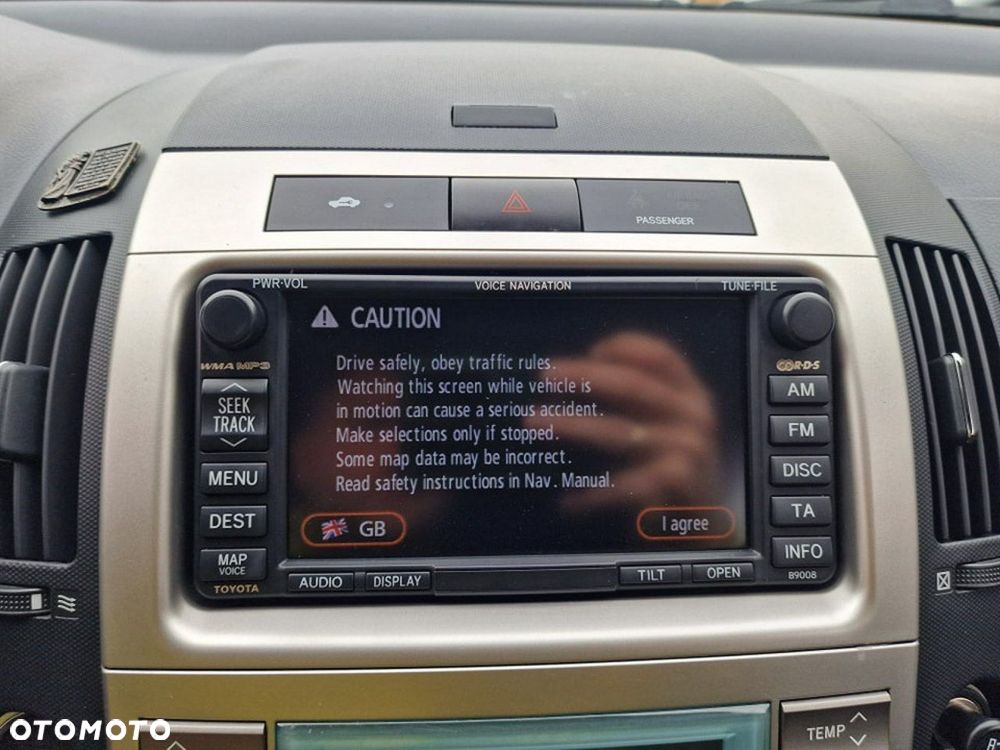 PASSENGER
PWR·VOL
VOICE NAVIGATION
TUNE·FILE
CAUTION
WMA MP3
R·D·S
Drive safely, obey traffic rules.
Watching this screen while vehicle is
in motion can cause a serious accident.
Make selections only if stopped.
Some map data may be incorrect.
Read safety instructions in Nav. Manual.
SEEK
TRACK
AM
FM
MENU
DISC
DEST
GB
I agree
TA
MAP
VOICE
INFO
TOYOTA
AUDIO
DISPLAY
TILT
OPEN
B9008
TEMP
OTOMOTO